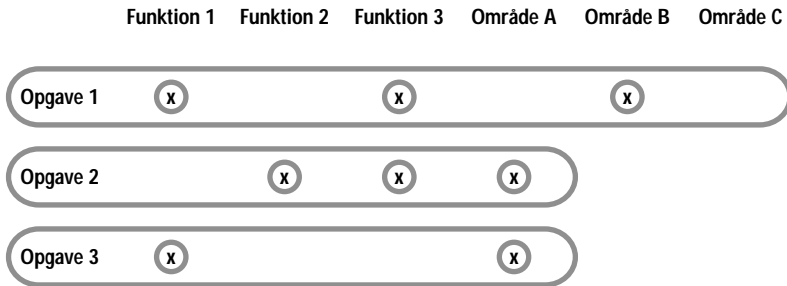 Funktion 1 Funktion 2 Funktion 3 Område A Område B Område C
Opgave 1 x x x
Opgave 2 x x x
Opgave 3 x x